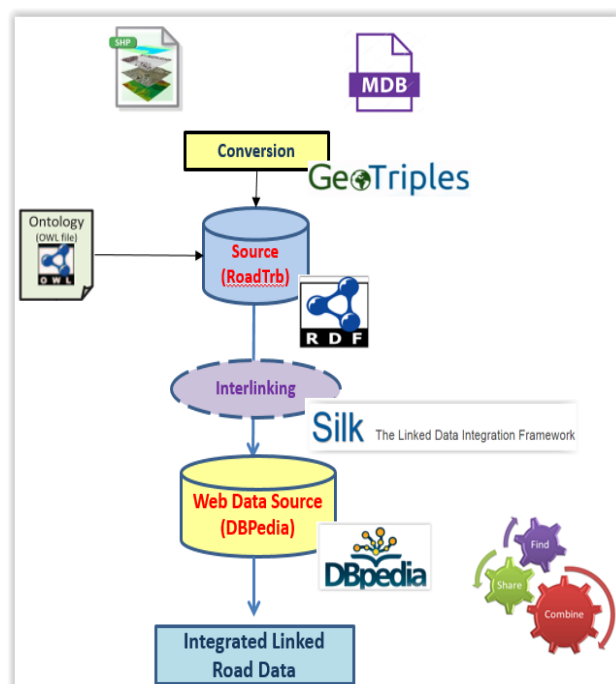 SHP
MDB
Conversion
GeoTriples
Ontology
(OWL file)
OWL
Source
(RoadTrb)
RDF
Interlinking
Silk The Linked Data Integration Framework
Web Data Source
(DBPedia)
DBpedia
Find
Share
Combine
Integrated Linked
Road Data